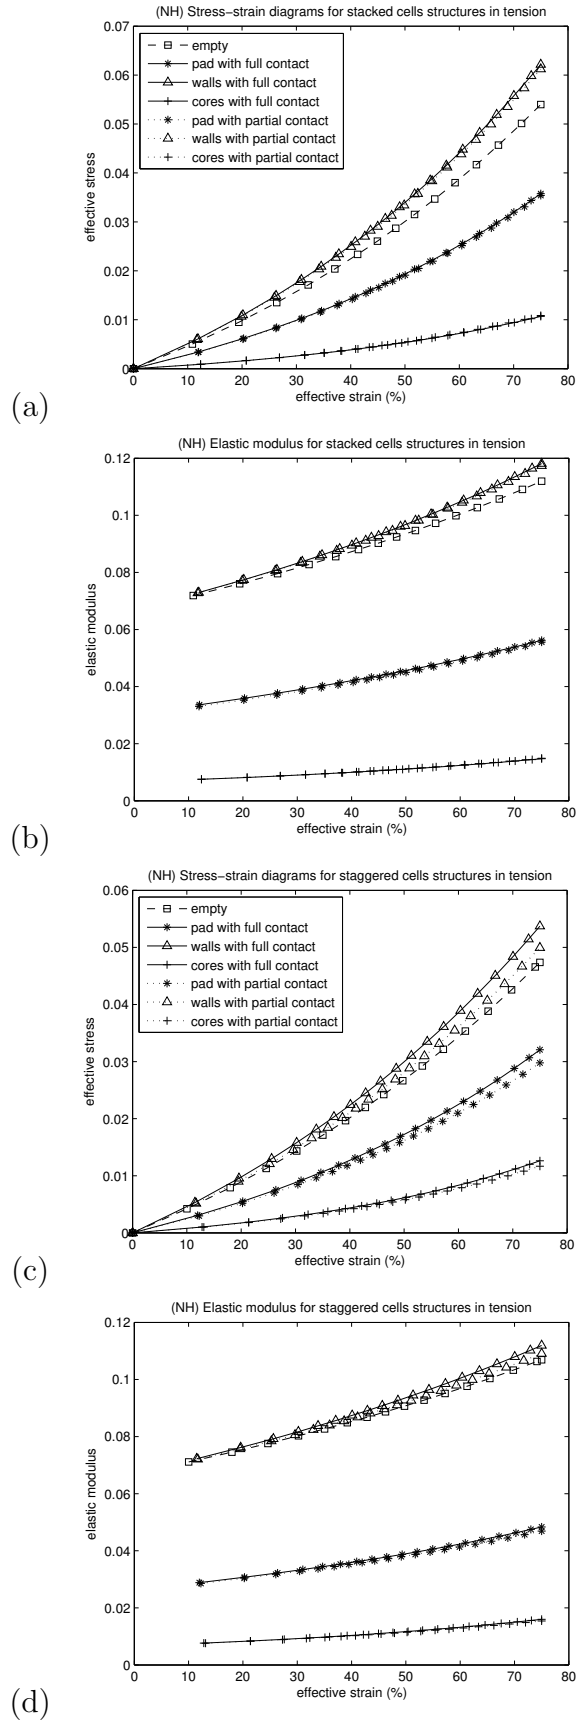 (NH) Stress−strain diagrams for stacked cells structures in tension
0.07
0.06
0.05
0.04
0.03
0.02
0.01
0
effective stress
empty
pad with full contact
walls with full contact
cores with full contact
pad with partial contact
walls with partial contact
cores with partial contact
0 10 20 30 40 50 60 70 80
effective strain (%)
(a)
(NH) Elastic modulus for stacked cells structures in tension
0.12
0.1
0.08
0.06
0.04
0.02
0
elastic modulus
0 10 20 30 40 50 60 70 80
effective strain (%)
(b)
(NH) Stress−strain diagrams for staggered cells structures in tension
0.06
0.05
0.04
0.03
0.02
0.01
0
effective stress
empty
pad with full contact
walls with full contact
cores with full contact
pad with partial contact
walls with partial contact
cores with partial contact
0 10 20 30 40 50 60 70 80
effective strain (%)
(c)
(NH) Elastic modulus for staggered cells structures in tension
0.12
0.1
0.08
0.06
0.04
0.02
0
elastic modulus
0 10 20 30 40 50 60 70 80
effective strain (%)
(d)